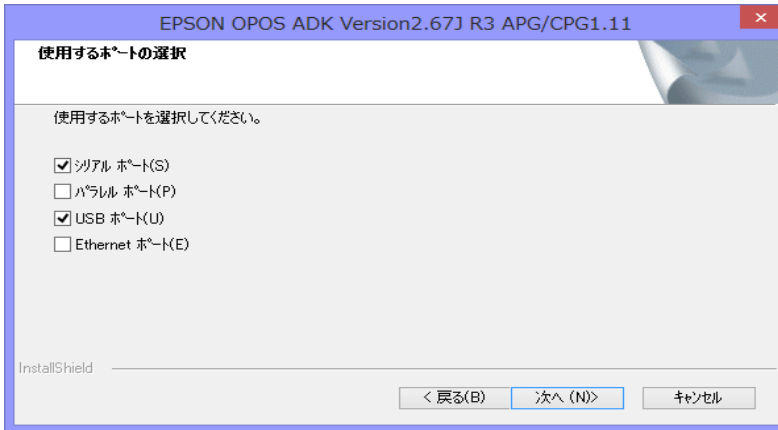 EPSON OPOS ADK Version2.67J R3 APG/CPG1.11
使用するポートの選択
使用するポートを選択してください。
シリアル ポート(S)
パラレル ポート(P)
USB ポート(U)
Ethernet ポート(E)
InstallShield
< 戻る(B)
次へ (N)>
キャンセル